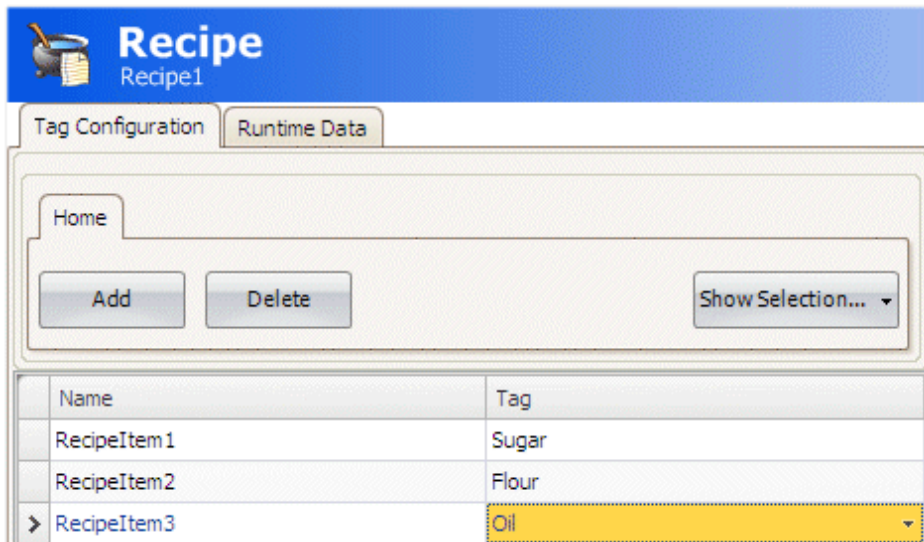 Recipe
Recipe1
Tag Configuration Runtime Data
Home
Add Delete Show Selection...
Name Tag
RecipeItem1 Sugar
RecipeItem2 Flour
RecipeItem3 Oil